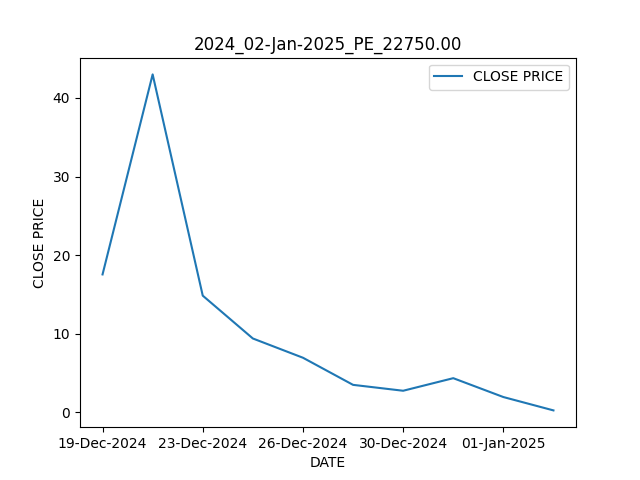 2024_02-Jan-2025_PE_22750.00
CLOSE PRICE
40
30
20
10
0
CLOSE PRICE
19-Dec-2024 23-Dec-2024 26-Dec-2024 30-Dec-2024 01-Jan-2025
DATE